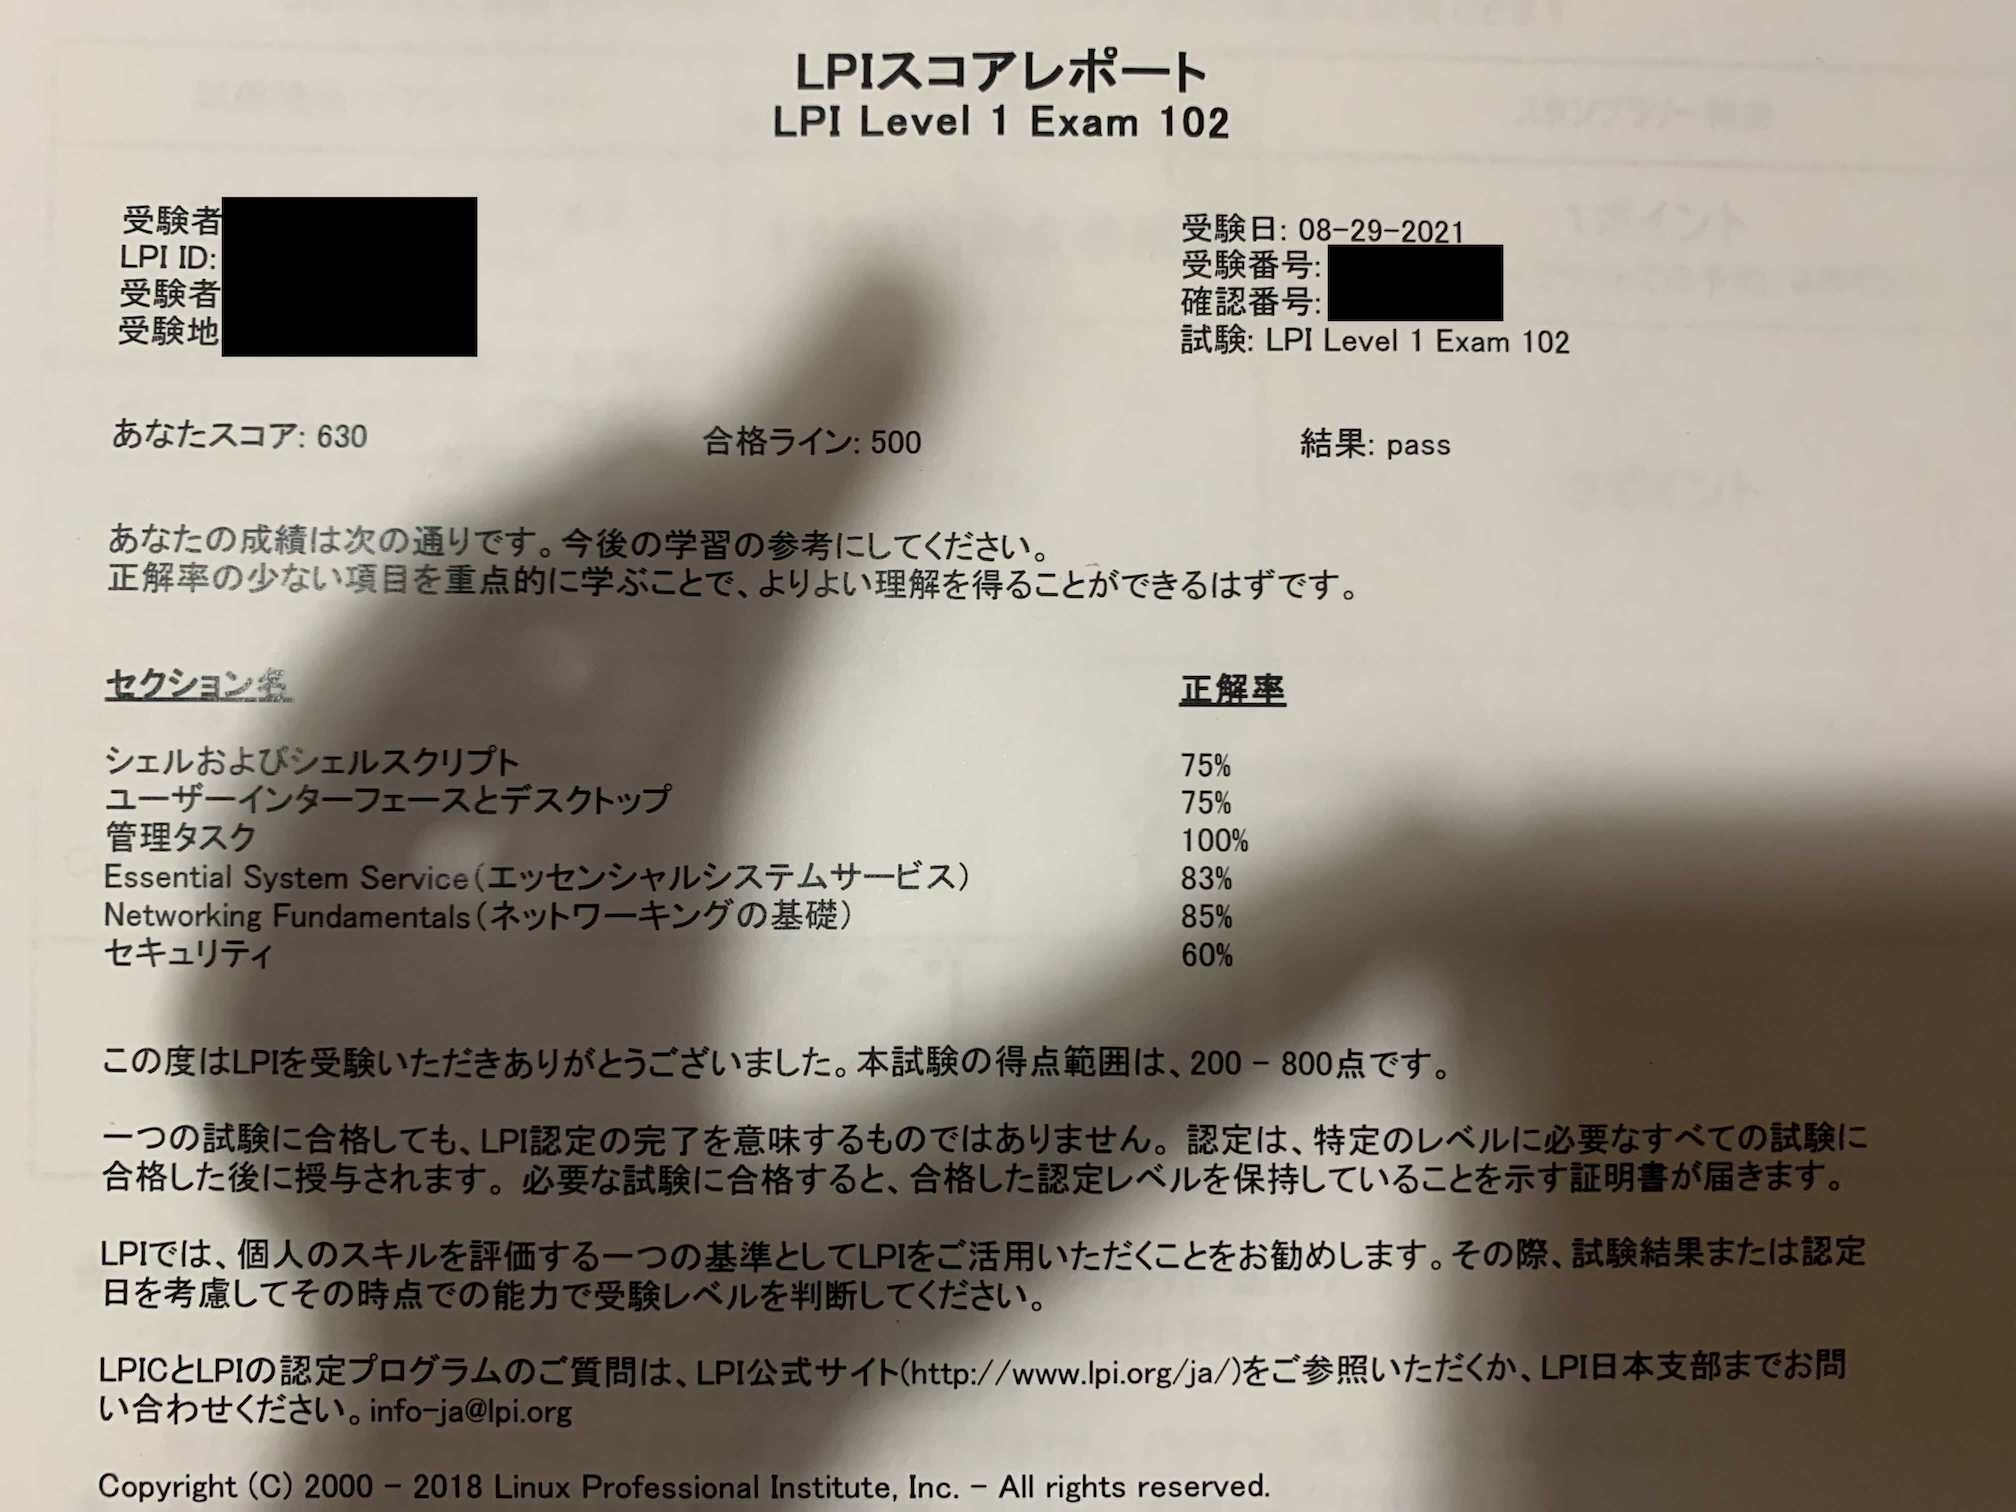 LPIスコアレポート
LPI Level 1 Exam 102
受験者
LPI ID:
受験者
受験地
受験日: 08-29-2021
受験番号:
確認番号:
試験: LPI Level 1 Exam 102
あなたスコア: 630
合格ライン: 500
結果: pass
あなたの成績は次の通りです。今後の学習の参考にしてください。
正解率の少ない項目を重点的に学ぶことで、よりよい理解を得ることができるはずです。
セクション名
正解率
シェルおよびシェルスクリプト 75%
ユーザーインターフェースとデスクトップ 75%
管理タスク 100%
Essential System Service(エッセンシャルシステムサービス) 83%
Networking Fundamentals(ネットワーキングの基礎) 85%
セキュリティ 60%
この度はLPIを受験いただきありがとうございました。本試験の得点範囲は、200 - 800点です。
一つの試験に合格しても、LPI認定の完了を意味するものではありません。 認定は、特定のレベルに必要なすべての試験に
合格した後に授与されます。 必要な試験に合格すると、合格した認定レベルを保持していることを示す証明書が届きます。
LPIでは、個人のスキルを評価する一つの基準としてLPIをご活用いただくことをお勧めします。その際、試験結果または認定
日を考慮してその時点での能力で受験レベルを判断してください。
LPICとLPIの認定プログラムのご質問は、LPI公式サイト(http://www.lpi.org/ja/)をご参照いただくか、LPI日本支部までお問
い合わせください。info-ja@lpi.org
Copyright (C) 2000 - 2018 Linux Professional Institute, Inc. - All rights reserved.